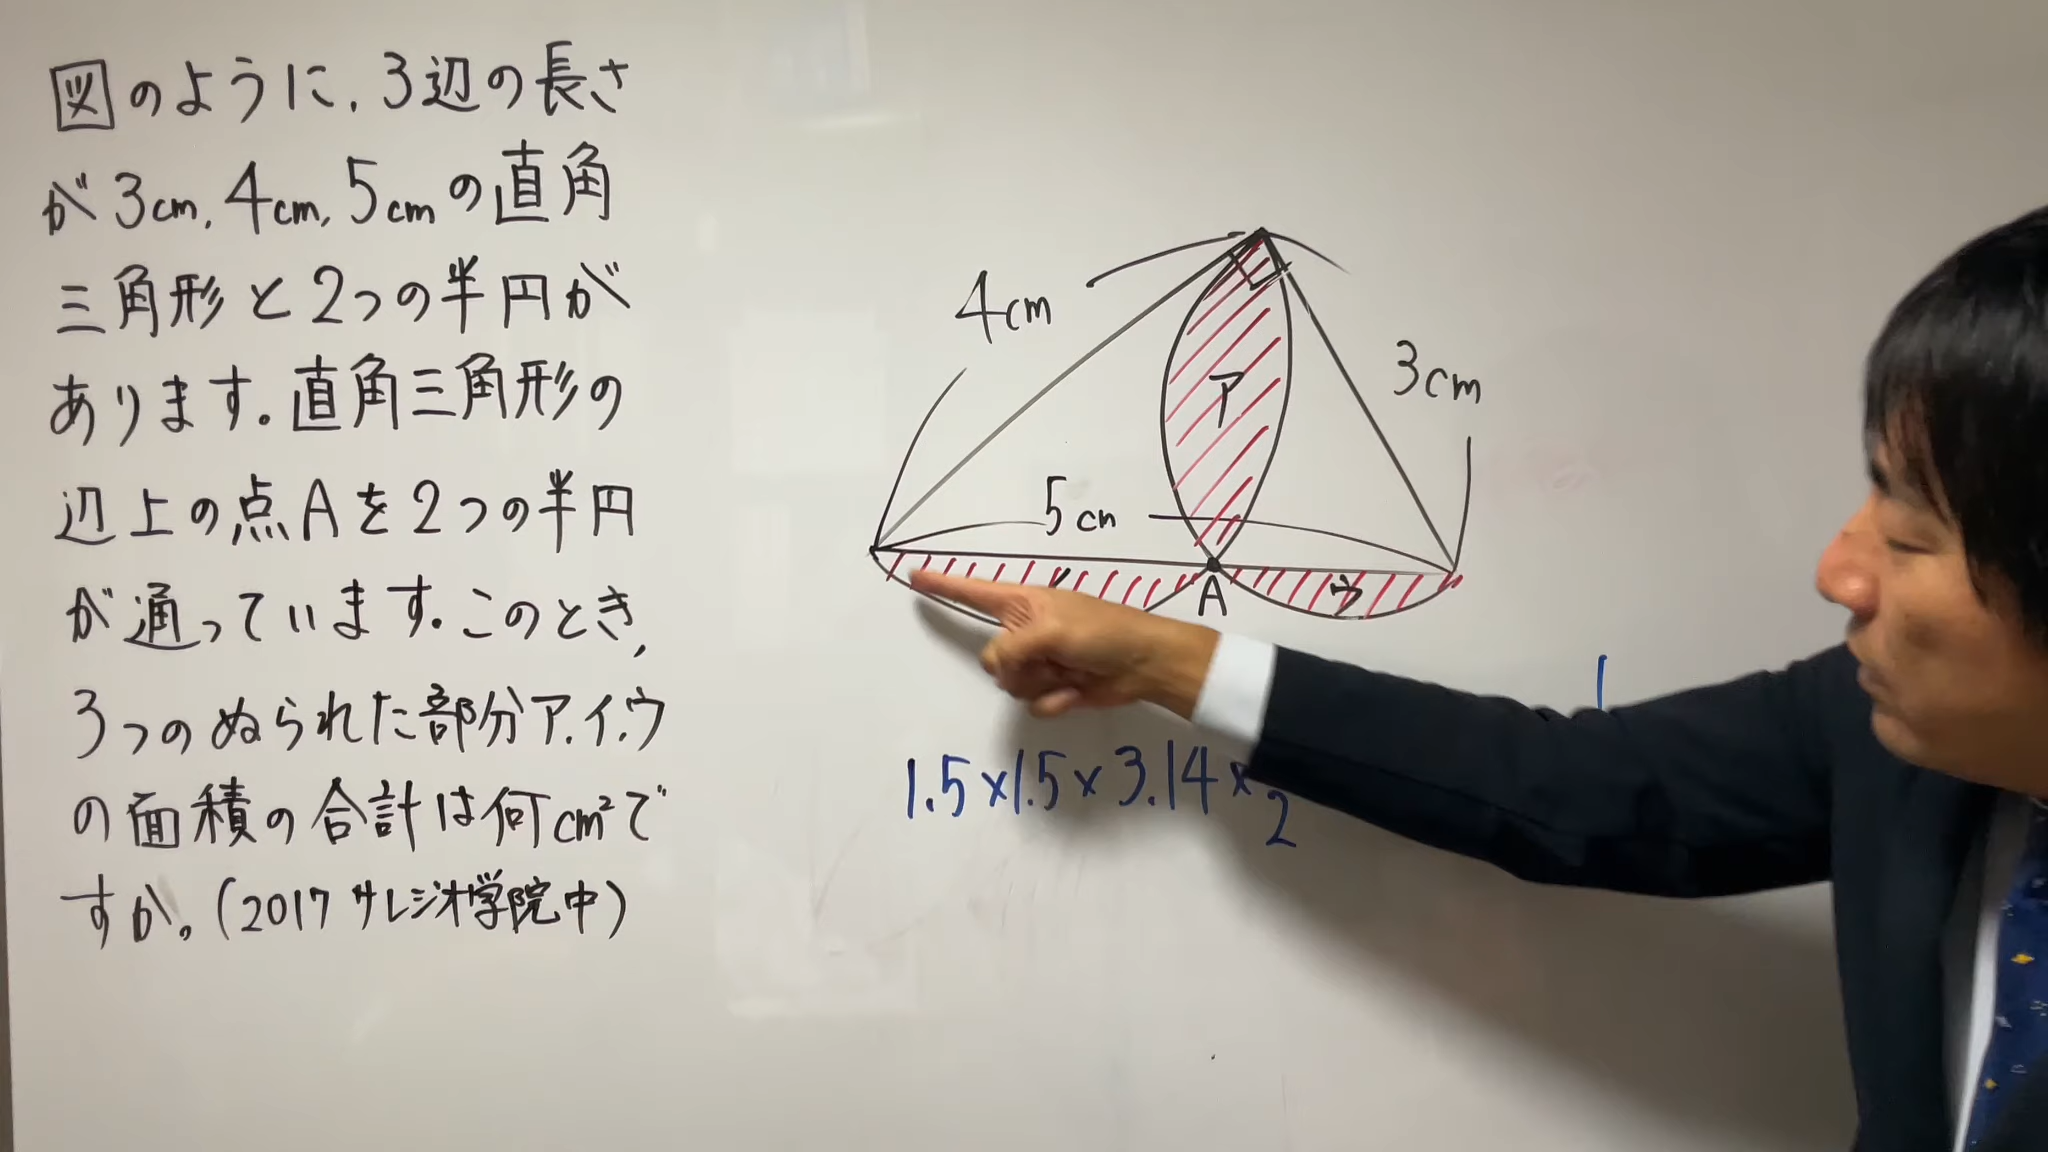 図のように,3辺の長さ
が3cm,4cm,5cmの直角
三角形と2つの半円が
あります。直角三角形の
辺上の点Aを2つの半円
が通っています。このとき,
3つのぬられた部分ア.イ.ウ
の面積の合計は何cm²で
すか。(2017 サレジオ学院中)
4cm
3cm
ア
5cm
A
ウ
1.5×1.5×3.14×
2